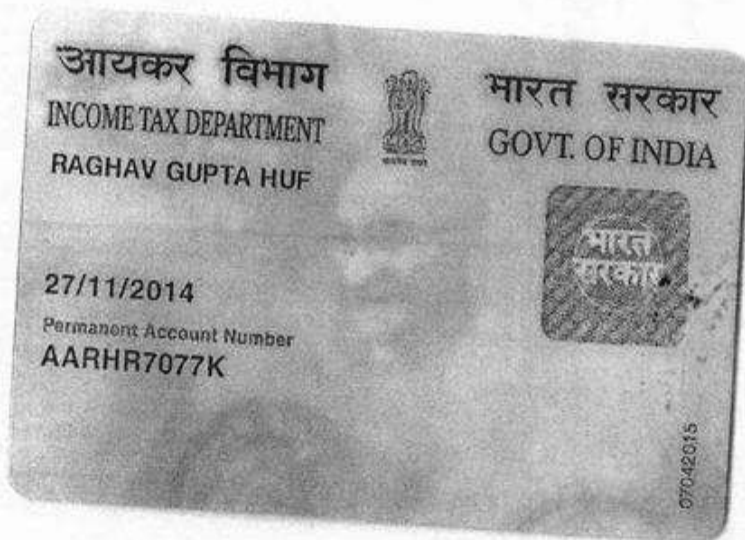 आयकर विभाग
INCOME TAX DEPARTMENT
RAGHAV GUPTA HUF
भारत सरकार
GOVT. OF INDIA
भारत
सरकार
27/11/2014
Permanent Account Number
AARHR7077K
07042015